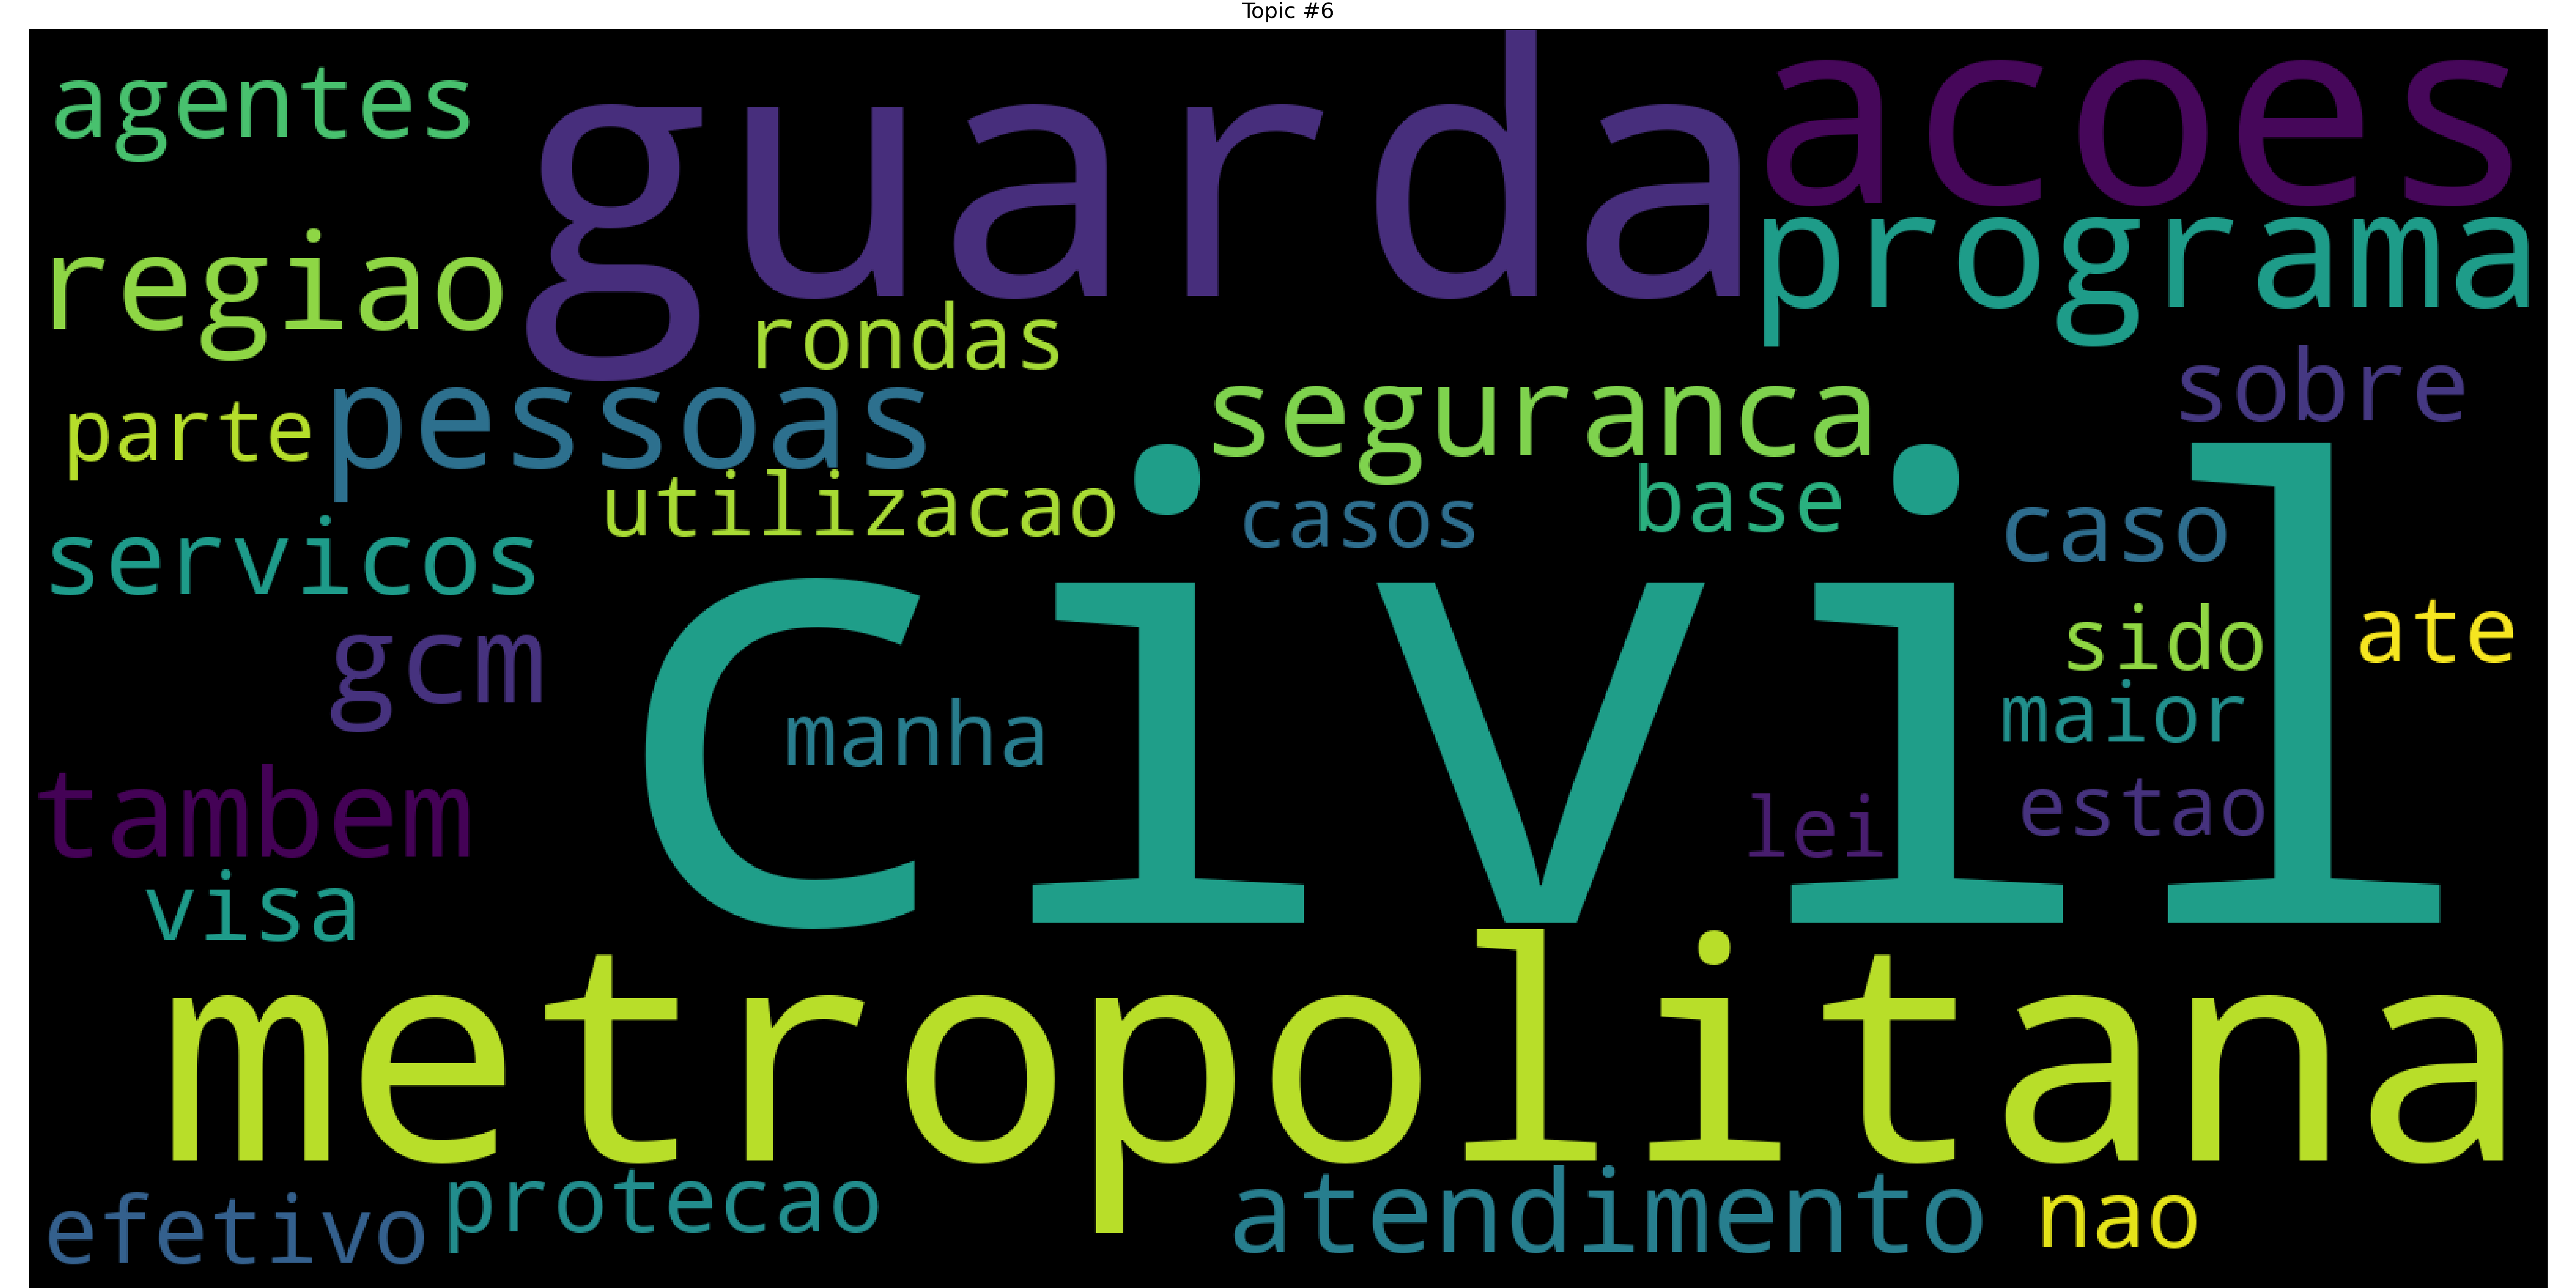 Topic #6
agentes
guarda
acoes
regiao
programa
rondas
sobre
parte
pessoas
seguranca
utilizacao
casos
base
caso
servicos
civil
sido
ate
gcm
manha
maior
tambem
lei
estao
visa
metropolitana
efetivo
protecao
atendimento
nao